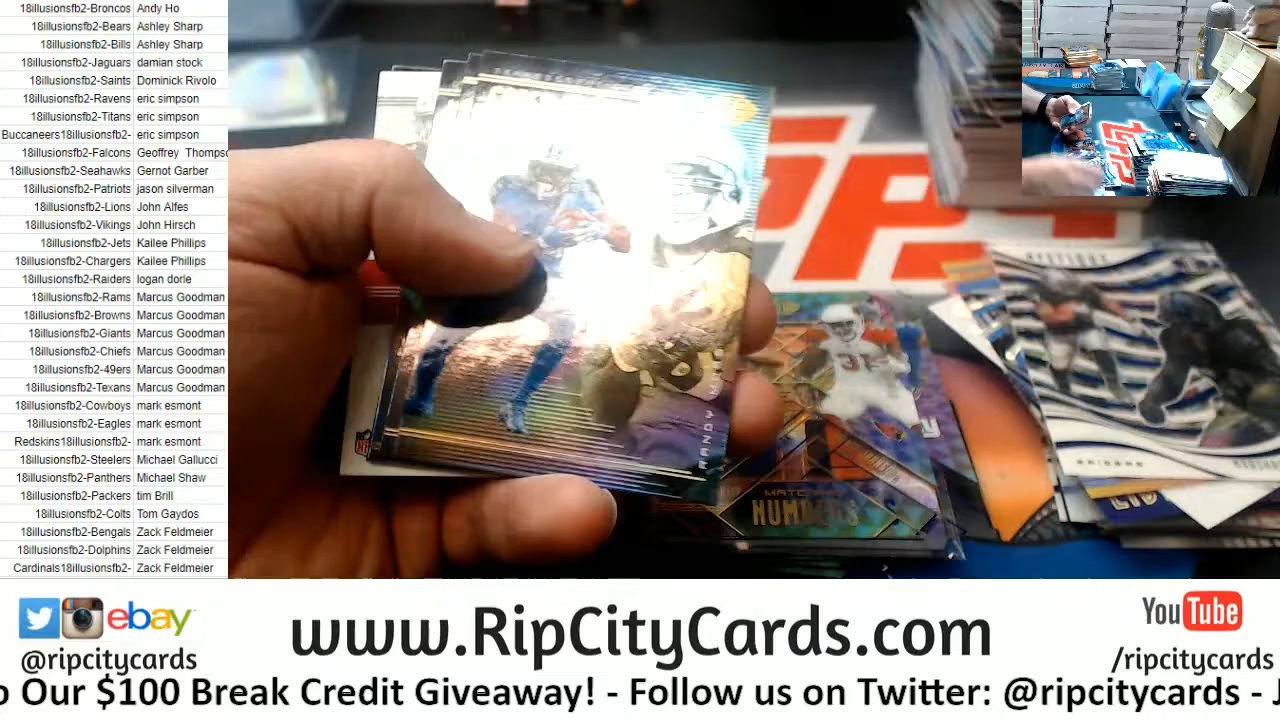 18illusionsfb2-Broncos Andy Ho
18illusionsfb2-Bears Ashley Sharp
18illusionsfb2-Bills Ashley Sharp
18illusionsfb2-Jaguars damian stock
18illusionsfb2-Saints Dominick Rivolo
18illusionsfb2-Ravens eric simpson
18illusionsfb2-Titans eric simpson
Buccaneers18illusionsfb2- eric simpson
18illusionsfb2-Falcons Geoffrey Thompso
18illusionsfb2-Seahawks Gernot Garber
18illusionsfb2-Patriots jason silverman
18illusionsfb2-Lions John Alfes
18illusionsfb2-Vikings John Hirsch
18illusionsfb2-Jets Kailee Phillips
18illusionsfb2-Chargers Kailee Phillips
18illusionsfb2-Raiders logan dorle
18illusionsfb2-Rams Marcus Goodman
18illusionsfb2-Browns Marcus Goodman
18illusionsfb2-Giants Marcus Goodman
18illusionsfb2-Chiefs Marcus Goodman
18illusionsfb2-49ers Marcus Goodman
18illusionsfb2-Texans Marcus Goodman
18illusionsfb2-Cowboys mark esmont
18illusionsfb2-Eagles mark esmont
Redskins18illusionsfb2- mark esmont
18illusionsfb2-Steelers Michael Gallucci
18illusionsfb2-Panthers Michael Shaw
18illusionsfb2-Packers tim Brill
18illusionsfb2-Colts Tom Gaydos
18illusionsfb2-Bengals Zack Feldmeier
18illusionsfb2-Dolphins Zack Feldmeier
Cardinals18illusionsfb2- Zack Feldmeier
RANDY
31
NUMBERS
NFL
ebay
@ripcitycards
www.RipCityCards.com
YouTube
/ripcitycards
o Our $100 Break Credit Giveaway! - Follow us on Twitter: @ripcitycards - J